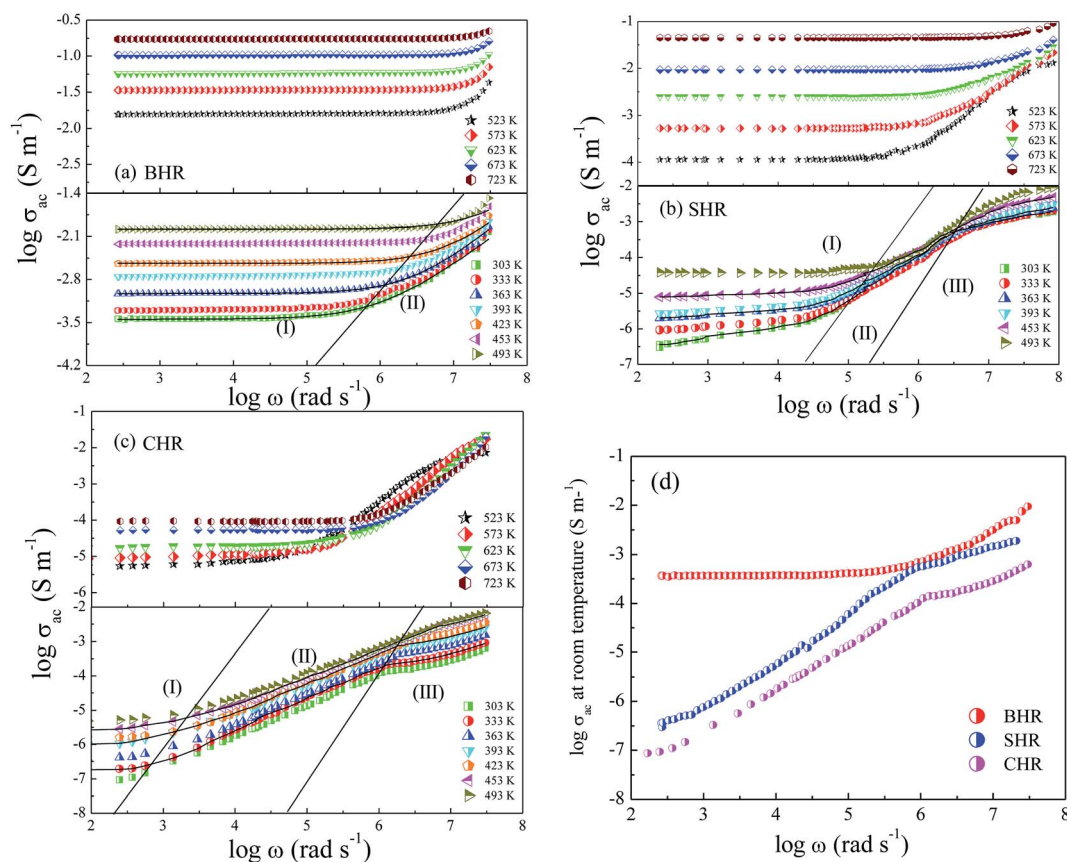 -0.5
-1.0
-1.5
-2.0
-2.5
(a) BHR
523 K
573 K
623 K
673 K
723 K
-1.4
-2.1
-2.8
-3.5
-4.2
(I)
(II)
303 K
333 K
363 K
393 K
423 K
453 K
493 K
2 3 4 5 6 7 8
log ω (rad s⁻¹)
log σac (S m⁻¹)
-1
-2
-3
-4
523 K
573 K
623 K
673 K
723 K
-2
-3
-4
-5
-6
-7
(b) SHR
(I)
(II)
(III)
303 K
333 K
363 K
393 K
423 K
453 K
493 K
2 3 4 5 6 7 8
log ω (rad s⁻¹)
log σac (S m⁻¹)
-1
-2
-3
-4
-5
-6
(c) CHR
523 K
573 K
623 K
673 K
723 K
-2
-3
-4
-5
-6
-7
-8
(I)
(II)
(III)
303 K
333 K
363 K
393 K
423 K
453 K
493 K
2 3 4 5 6 7 8
log ω (rad s⁻¹)
log σac (S m⁻¹)
-1
-2
-3
-4
-5
-6
-7
-8
(d)
BHR
SHR
CHR
2 3 4 5 6 7 8
log ω (rad s⁻¹)
log σac at room temperature (S m-¹)